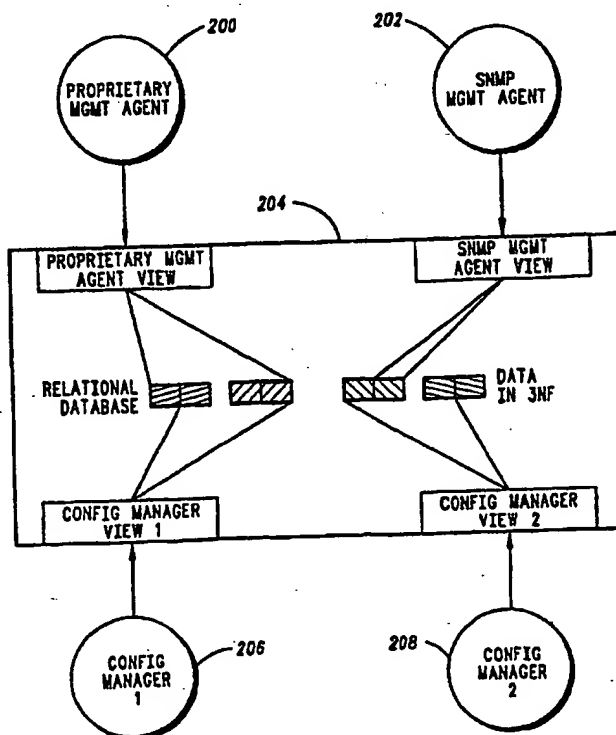 200
202
PROPRIETARY
MGMT AGENT
SNMP
MGMT AGENT
204
PROPRIETARY MGMT
AGENT VIEW
SNMP MGMT
AGENT VIEW
RELATIONAL
DATABASE
DATA
IN 3NF
CONFIG MANAGER
VIEW 1
CONFIG MANAGER
VIEW 2
CONFIG
MANAGER
1
206
208
CONFIG
MANAGER
2